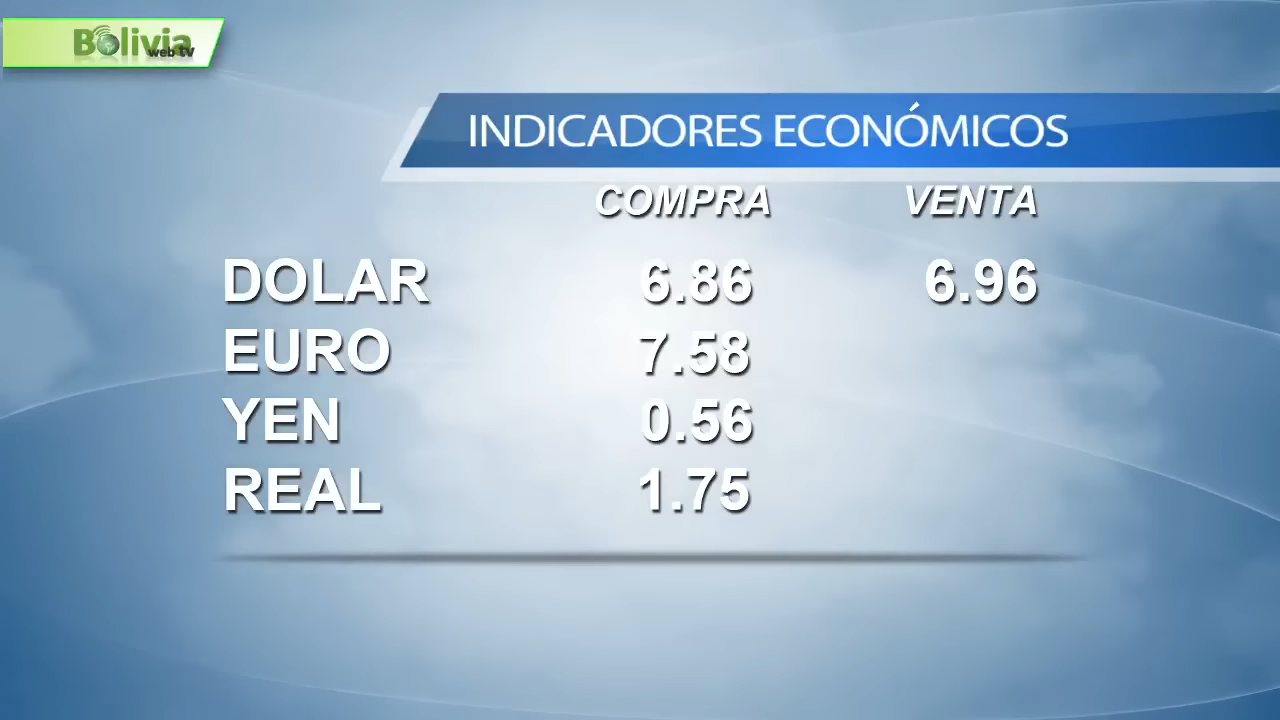 Bolivia
web tv
INDICADORES ECONÓMICOS
COMPRA VENTA
DOLAR 6.86 6.96
EURO 7.58
YEN 0.56
REAL 1.75